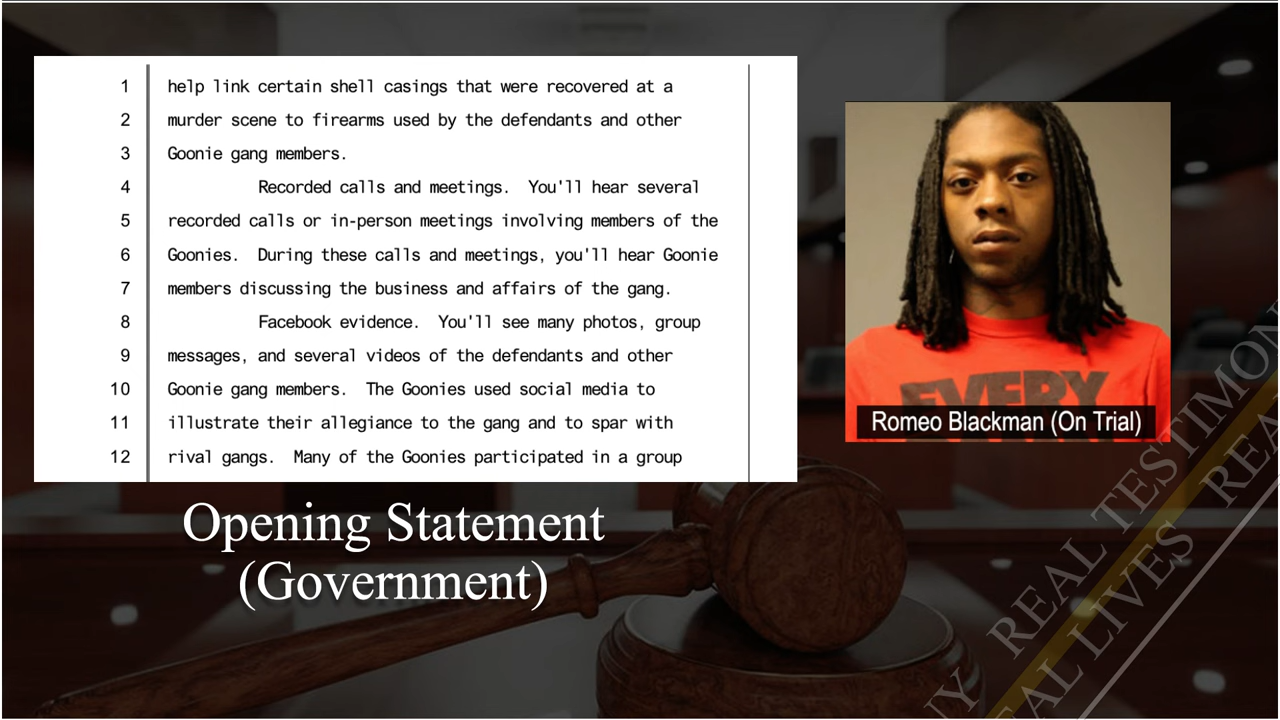 1 help link certain shell casings that were recovered at a
2 murder scene to firearms used by the defendants and other
3 Goonie gang members.
4 Recorded calls and meetings. You'll hear several
5 recorded calls or in-person meetings involving members of the
6 Goonies. During these calls and meetings, you'll hear Goonie
7 members discussing the business and affairs of the gang.
8 Facebook evidence. You'll see many photos, group
9 messages, and several videos of the defendants and other
10 Goonie gang members. The Goonies used social media to
11 illustrate their allegiance to the gang and to spar with
12 rival gangs. Many of the Goonies participated in a group
Opening Statement
(Government)
EVERY
Romeo Blackman (On Trial)
REAL TESTIMON
REAL LIVES